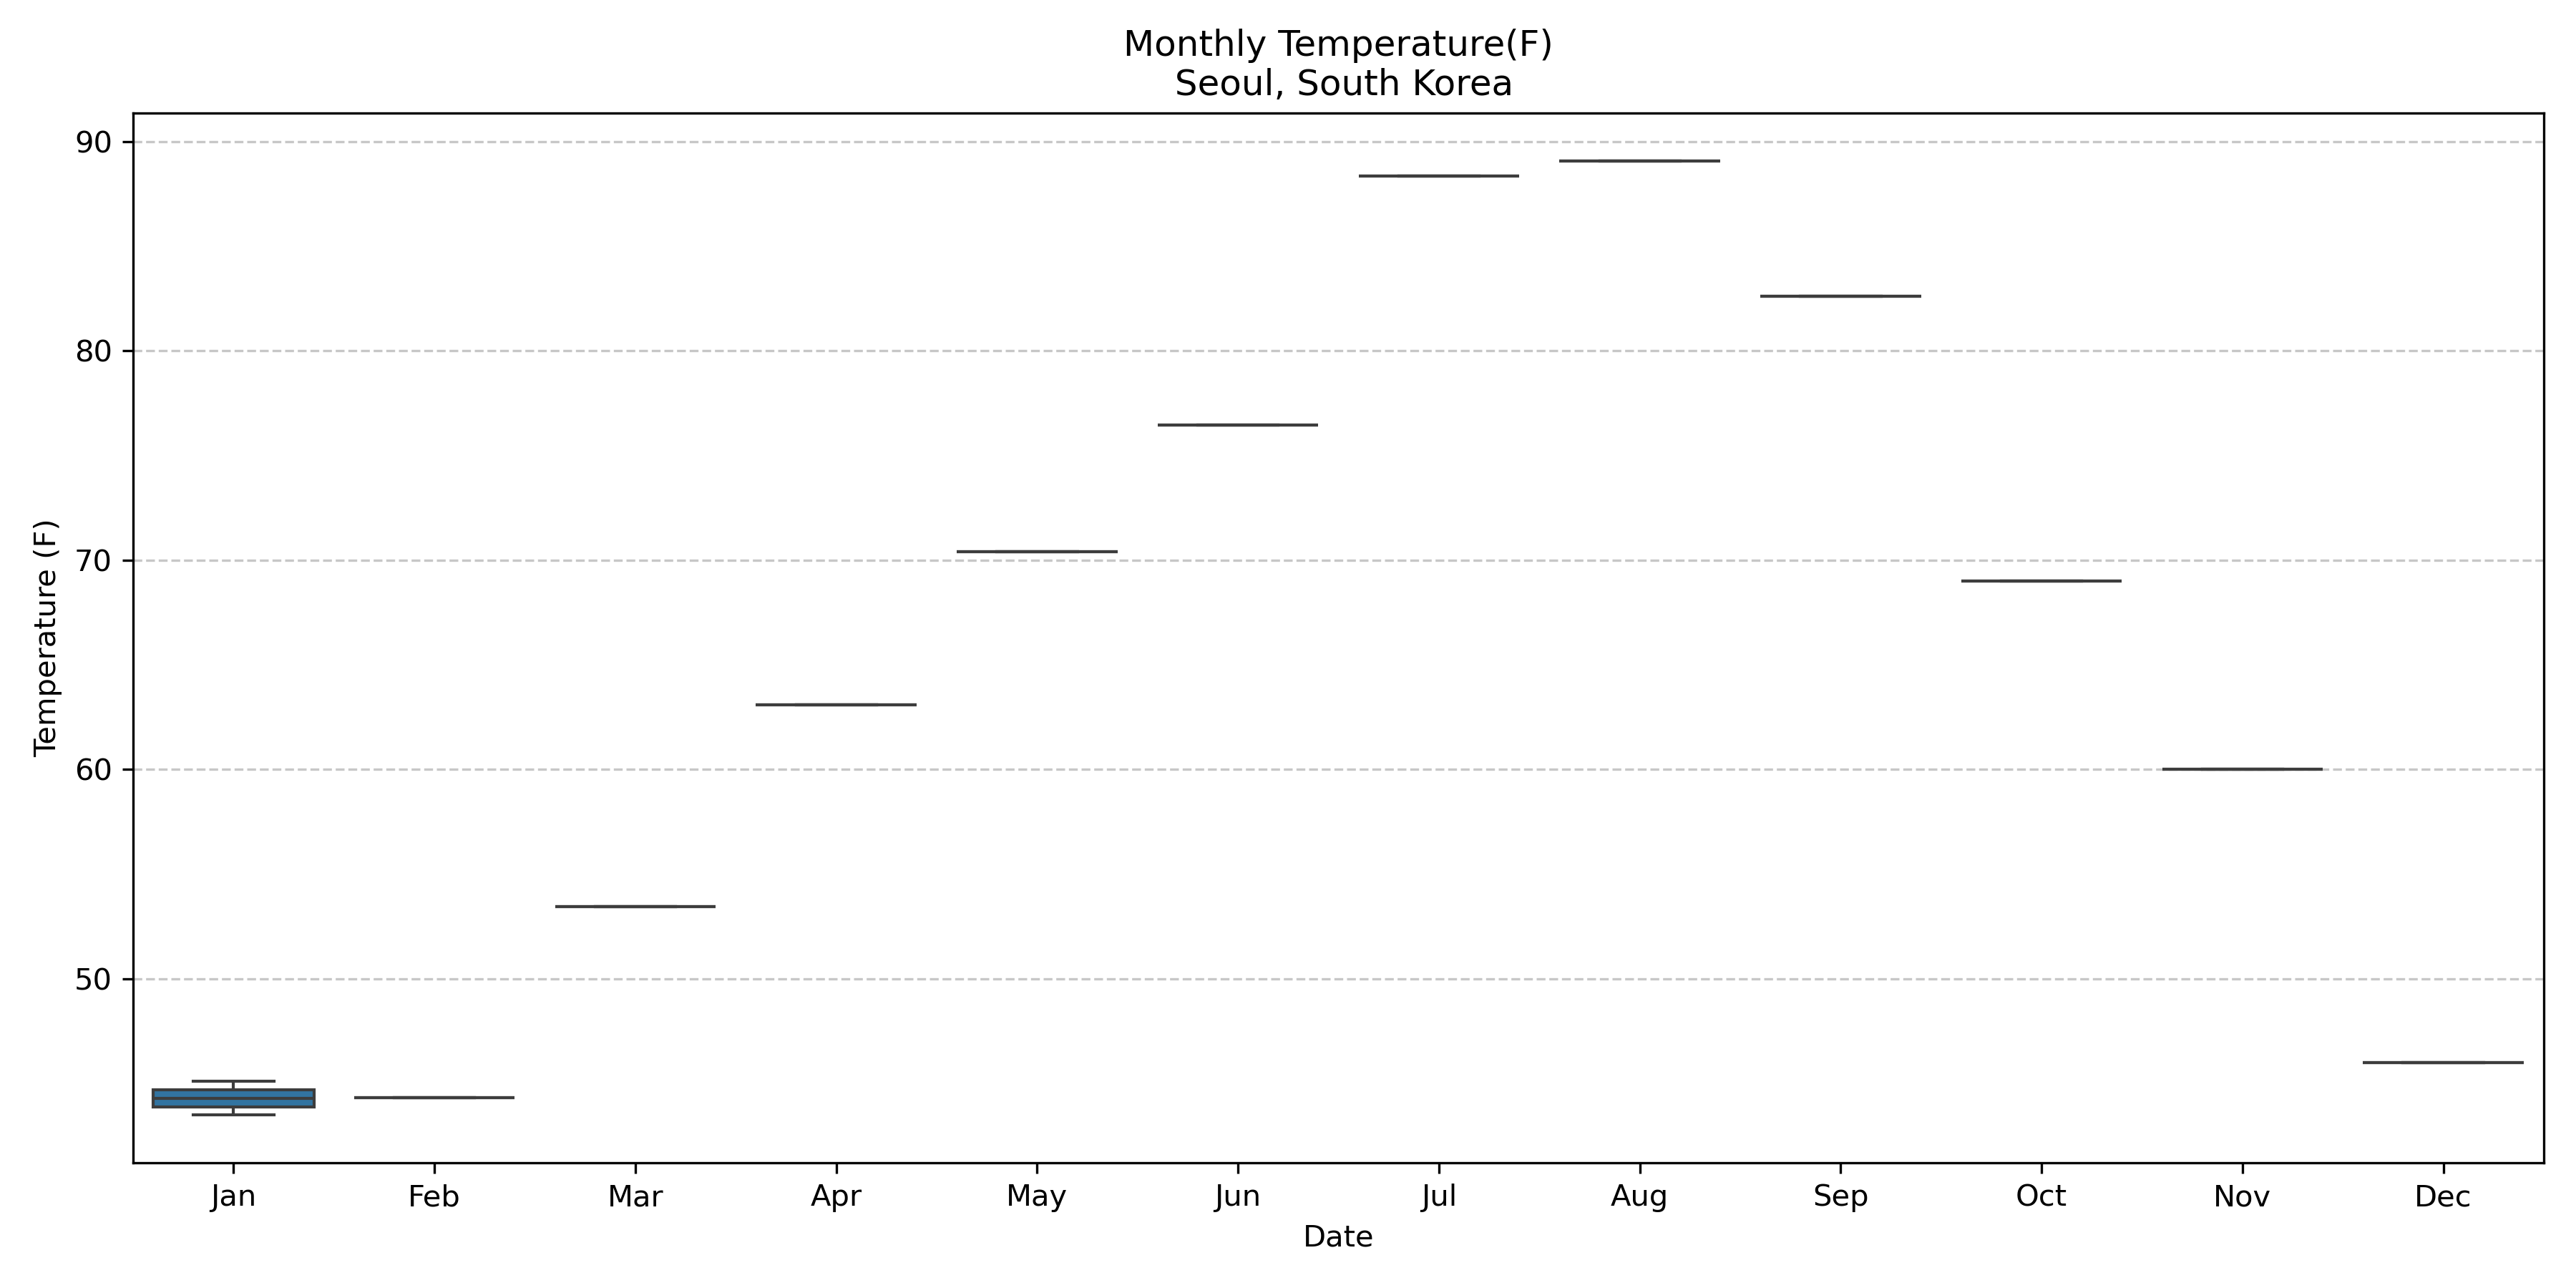 Monthly Temperature(F)
Seoul, South Korea
Temperature (F)
90
80
70
60
50
Jan Feb Mar Apr May Jun Jul Aug Sep Oct Nov Dec
Date